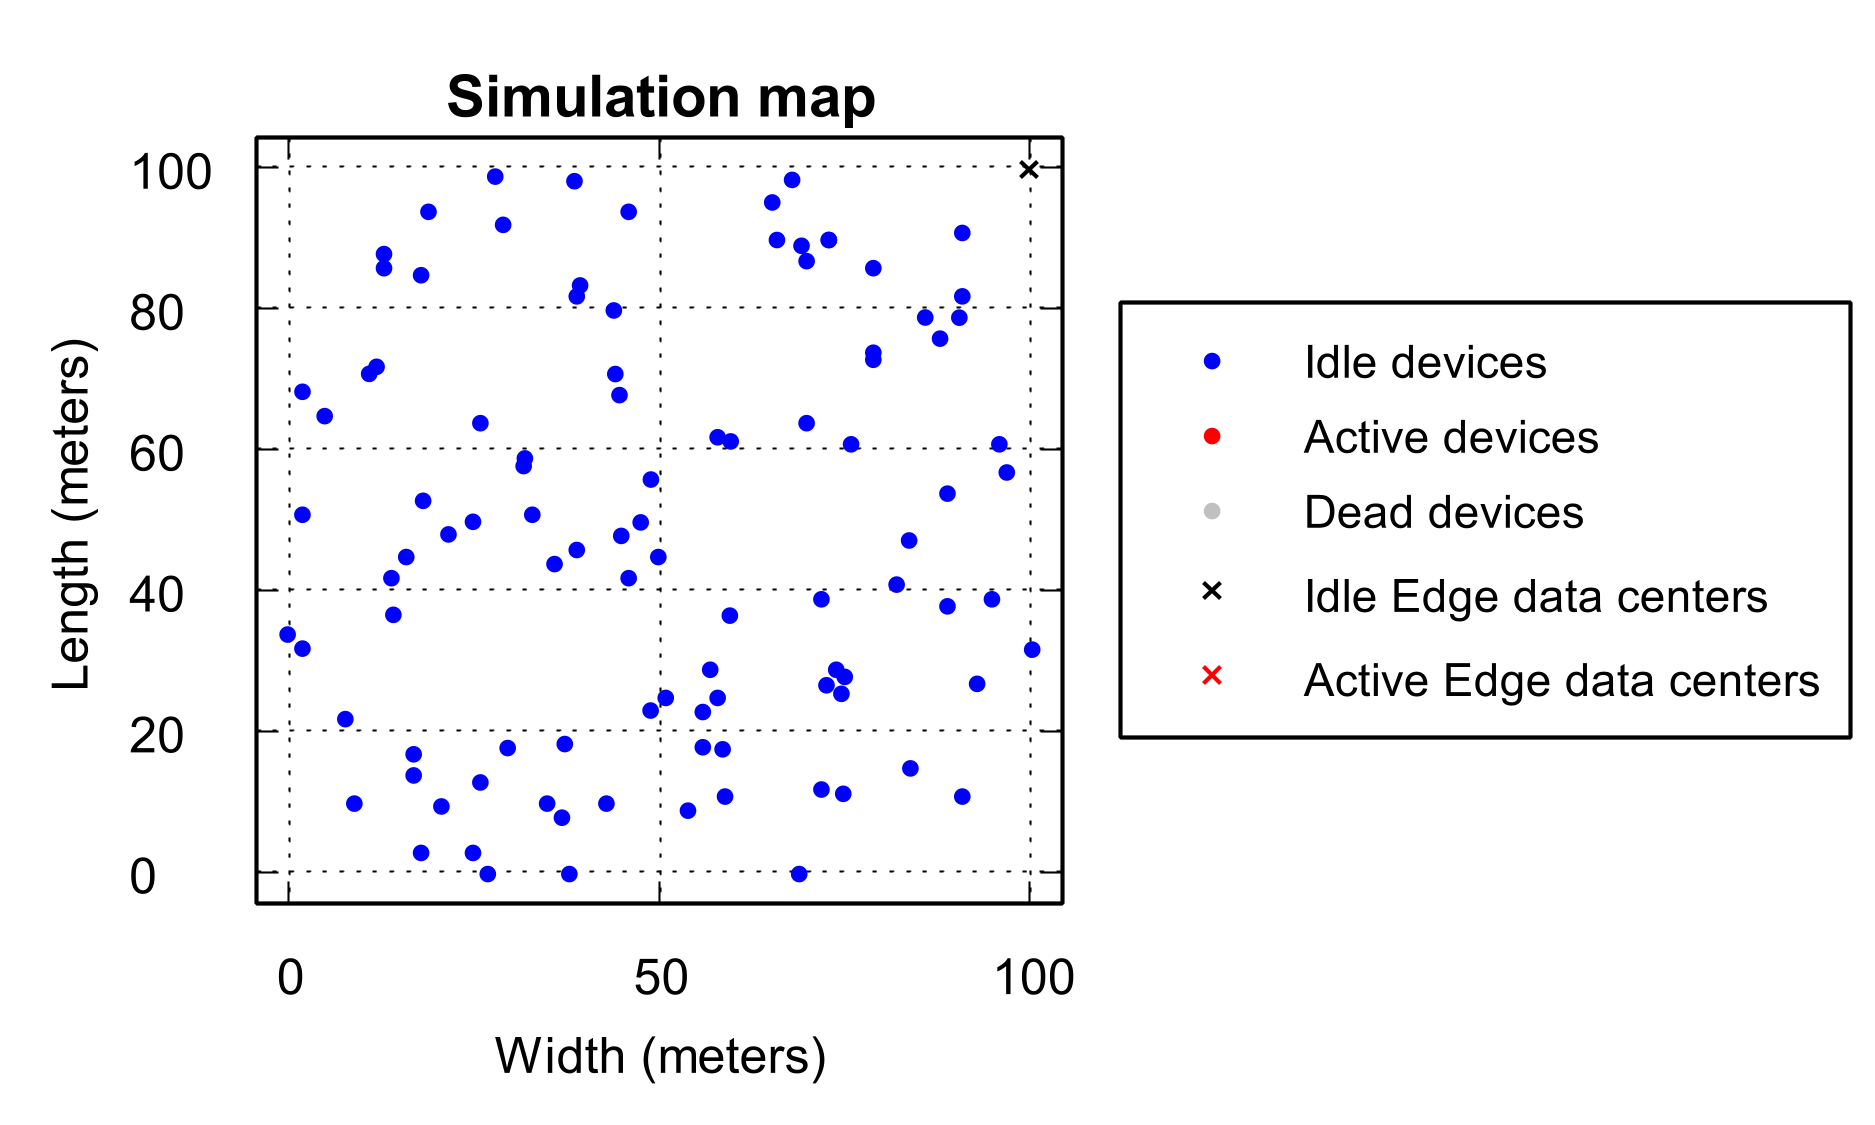 Simulation map
100
80
60
40
20
0
Length (meters)
0 50 100
Width (meters)
Idle devices
Active devices
Dead devices
Idle Edge data centers
Active Edge data centers